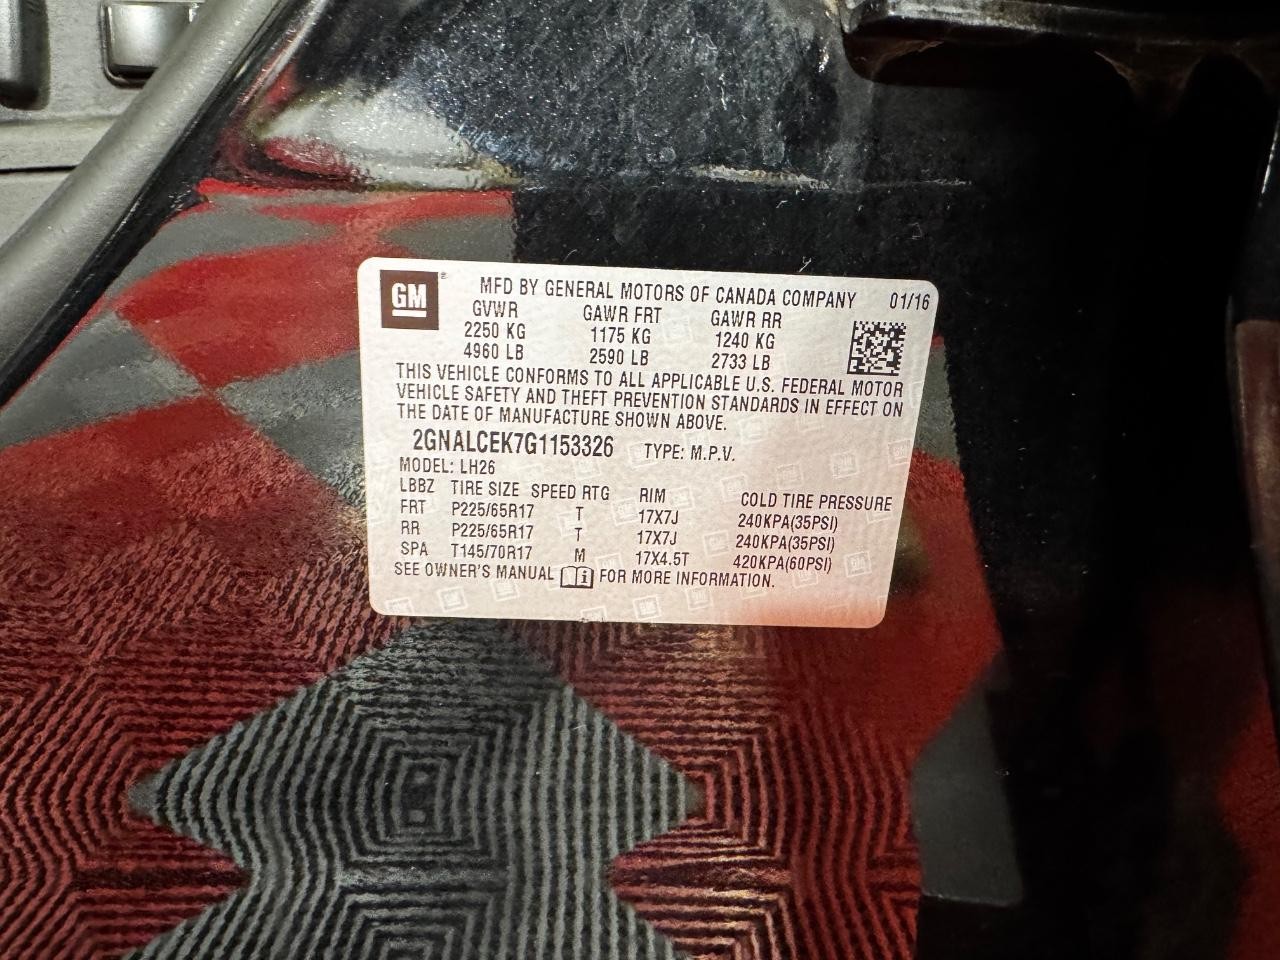 GM
MFD BY GENERAL MOTORS OF CANADA COMPANY 01/16
GVWR GAWR FRT GAWR RR
2250 KG 1175 KG 1240 KG
4960 LB 2590 LB 2733 LB
THIS VEHICLE CONFORMS TO ALL APPLICABLE U.S. FEDERAL MOTOR
VEHICLE SAFETY AND THEFT PREVENTION STANDARDS IN EFFECT ON
THE DATE OF MANUFACTURE SHOWN ABOVE.
2GNALCEK7G1153326 TYPE: M.P.V.
MODEL: LH26
LBBZ TIRE SIZE SPEED RTG RIM COLD TIRE PRESSURE
FRT P225/65R17 T 17X7J 240KPA(35PSI)
RR P225/65R17 T 17X7J 240KPA(35PSI)
SPA T145/70R17 M 17X4.5T 420KPA(60PSI)
SEE OWNER'S MANUAL FOR MORE INFORMATION.